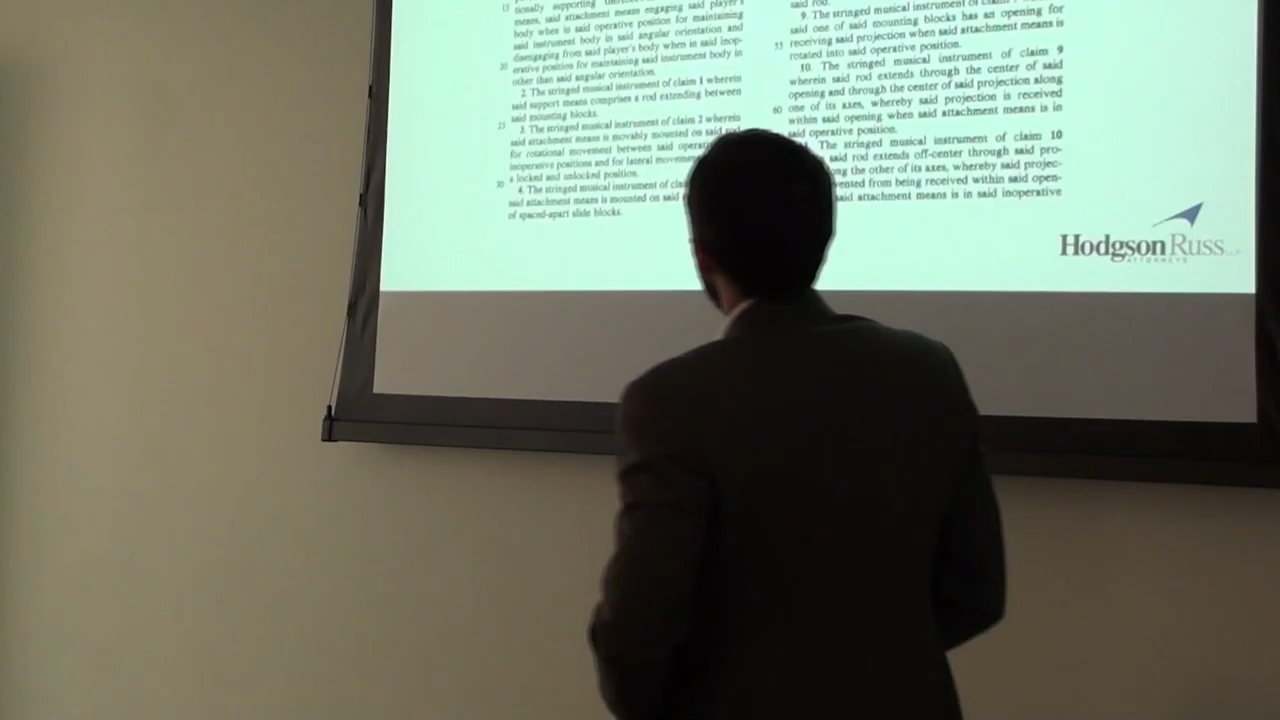 15 tionally supporting
means, said attachment means engaging said player's
body when in said operative position for maintaining
said instrument body in said angular orientation and
disengaging from said player's body when in said inop-
20 erative position for maintaining said instrument body in
other than said angular orientation.
2. The stringed musical instrument of claim 1 wherein
said support means comprises a rod extending between
said mounting blocks.
25 3. The stringed musical instrument of claim 2 wherein
said attachment means is movably mounted on said rod
for rotational movement between said
inoperative positions and for lateral movement
a locked and unlocked position.
30 4. The stringed musical instrument of
said attachment means is mounted on said
of spaced-apart slide blocks.
said rod.
9. The stringed musical instrument of claim
said one of said mounting blocks has an opening for
55 receiving said projection when said attachment means is
rotated into said operative position.
10. The stringed musical instrument of claim 9
wherein said rod extends through the center of said
opening and through the center of said projection along
60 one of its axes, whereby said projection is received
within said opening when said attachment means is in
said operative position.
The stringed musical instrument of claim 10
said rod extends off-center through said pro-
the other of its axes, whereby said projec-
from being received within said open-
said attachment means is in said inoperative
HodgsonRuss LLP
ATTORNEYS